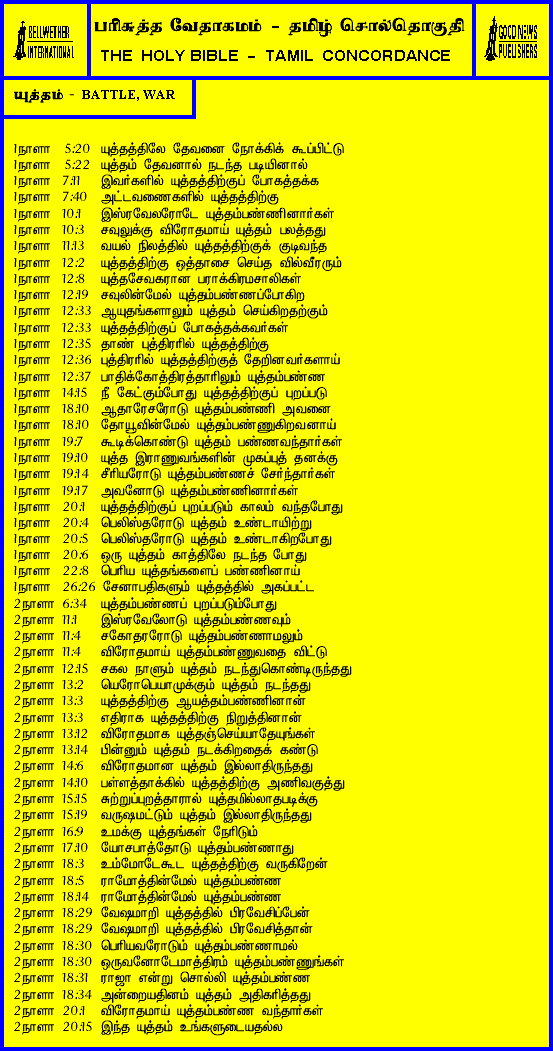 BELLWETHER
INTERNATIONAL
பரிசுத்த வேதாகமம் - தமிழ் சொல்தொகுதி
THE HOLY BIBLE - TAMIL CONCORDANCE
GOOD NEWS
PUBLISHERS
யுத்தம் - BATTLE, WAR
1நாளா 5:20 யுத்தத்திலே தேவனை நோக்கிக் கூப்பிட்டு
1நாளா 5:22 யுத்தம் தேவனால் நடந்த படியினால்
1நாளா 7:11 இவர்களில் யுத்தத்திற்குப் போகத்தக்க
1நாளா 7:40 அட்டவணைகளில் யுத்தத்திற்கு
1நாளா 10:1 இஸ்ரவேலரோடே யுத்தம்பண்ணினார்கள்
1நாளா 10:3 சவுலுக்கு விரோதமாய் யுத்தம் பலத்தது
1நாளா 11:13 வயல் நிலத்தில் யுத்தத்திற்குக் குடிவந்த
1நாளா 12:2 யுத்தத்திற்கு ஒத்தாசை செய்த வில்வீரரும்
1நாளா 12:8 யுத்தசேவகரான பராக்கிரமசாலிகள்
1நாளா 12:19 சவுலின்மேல் யுத்தம்பண்ணப்போகிற
1நாளா 12:33 ஆயுதங்களாலும் யுத்தம் செய்கிறதற்கும்
1நாளா 12:33 யுத்தத்திற்குப் போகத்தக்கவர்கள்
1நாளா 12:35 தாண் புத்திரரில் யுத்தத்திற்கு
1நாளா 12:36 புத்திரரில் யுத்தத்திற்குத் தேறினவர்களாய்
1நாளா 12:37 பாதிக்கோத்திரத்தாரிலும் யுத்தம்பண்ண
1நாளா 14:15 நீ கேட்கும்போது யுத்தத்திற்குப் புறப்படு
1நாளா 18:10 ஆதாரேசரோடு யுத்தம்பண்ணி அவனை
1நாளா 18:10 தோயூவின்மேல் யுத்தம்பண்ணுகிறவனாய்
1நாளா 19:7 கூடிக்கொண்டு யுத்தம் பண்ணவந்தார்கள்
1நாளா 19:10 யுத்த இராணுவங்களின் முகப்புத் தனக்கு
1நாளா 19:14 சீரியரோடு யுத்தம்பண்ணச் சேர்ந்தார்கள்
1நாளா 19:17 அவனோடு யுத்தம்பண்ணினார்கள்
1நாளா 20:1 யுத்தத்திற்குப் புறப்படும் காலம் வந்தபோது
1நாளா 20:4 பெலிஸ்தரோடு யுத்தம் உண்டாயிற்று
1நாளா 20:5 பெலிஸ்தரோடு யுத்தம் உண்டாகிறபோது
1நாளா 20:6 ஒரு யுத்தம் காத்திலே நடந்த போது
1நாளா 22:8 பெரிய யுத்தங்களைப் பண்ணினாய்
1நாளா 26:26 சேனாபதிகளும் யுத்தத்தில் அகப்பட்ட
2நாளா 6:34 யுத்தம்பண்ணப் புறப்படும்போது
2நாளா 11:1 இஸ்ரவேலோடு யுத்தம்பண்ணவும்
2நாளா 11:4 சகோதரரோடு யுத்தம்பண்ணாமலும்
2நாளா 11:4 விரோதமாய் யுத்தம்பண்ணுவதை விட்டு
2நாளா 12:15 சகல நாளும் யுத்தம் நடந்துகொண்டிருந்தது
2நாளா 13:2 யெரோபெயாமுக்கும் யுத்தம் நடந்தது
2நாளா 13:3 யுத்தத்திற்கு ஆயத்தம்பண்ணினான்
2நாளா 13:3 எதிராக யுத்தத்திற்கு நிறுத்தினான்
2நாளா 13:12 விரோதமாக யுத்தஞ்செய்யாதேயுங்கள்
2நாளா 13:14 பின்னும் யுத்தம் நடக்கிறதைக் கண்டு
2நாளா 14:6 விரோதமான யுத்தம் இல்லாதிருந்தது
2நாளா 14:10 பள்ளத்தாக்கில் யுத்தத்திற்கு அணிவகுத்து
2நாளா 15:15 சுற்றுப்புறத்தாரால் யுத்தமில்லாதபடிக்கு
2நாளா 15:19 வருஷமட்டும் யுத்தம் இல்லாதிருந்தது
2நாளா 16:9 உமக்கு யுத்தங்கள் நேரிடும்
2நாளா 17:10 யோசபாத்தோடு யுத்தம்பண்ணாது
2நாளா 18:3 உம்மோடேகூட யுத்தத்திற்கு வருகிறேன்
2நாளா 18:5 ராமோத்தின்மேல் யுத்தம்பண்ண
2நாளா 18:14 ராமோத்தின்மேல் யுத்தம்பண்ண
2நாளா 18:29 வேஷமாறி யுத்தத்தில் பிரவேசிப்பேன்
2நாளா 18:29 வேஷமாறி யுத்தத்தில் பிரவேசித்தான்
2நாளா 18:30 பெரியவரோடும் யுத்தம்பண்ணாமல்
2நாளா 18:30 ஒருவனோடேமாத்திரம் யுத்தம்பண்ணுங்கள்
2நாளா 18:31 ராஜா என்று சொல்லி யுத்தம்பண்ண
2நாளா 18:34 அன்றையதினம் யுத்தம் அதிகரித்தது
2நாளா 20:1 விரோதமாய் யுத்தம்பண்ண வந்தார்கள்
2நாளா 20:15 இந்த யுத்தம் உங்களுடையதல்ல